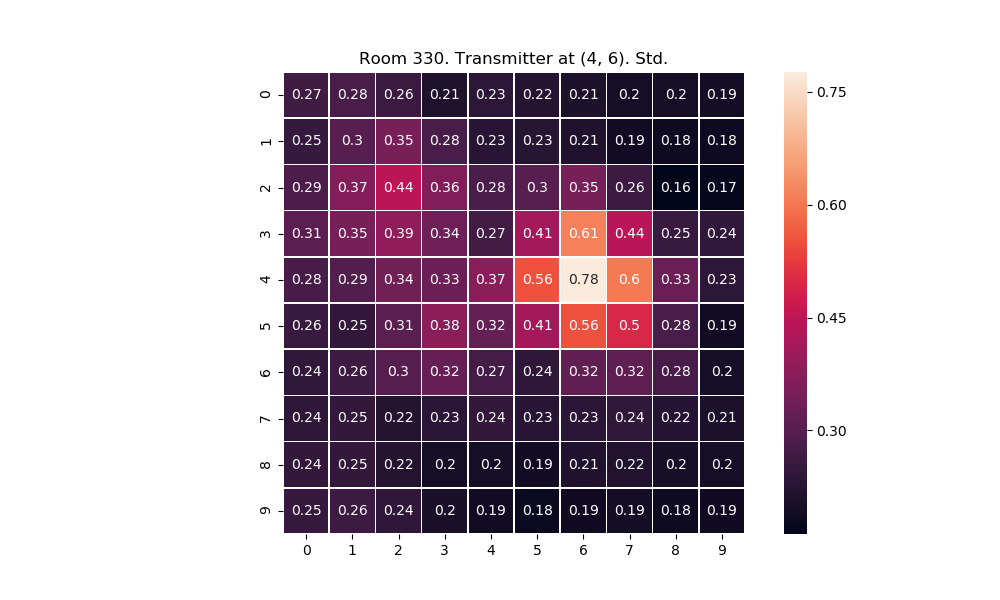 Room 330. Transmitter at (4, 6). Std.
0 0.27 0.28 0.26 0.21 0.23 0.22 0.21 0.2 0.2 0.19
1 0.25 0.3 0.35 0.28 0.23 0.23 0.21 0.19 0.18 0.18
2 0.29 0.37 0.44 0.36 0.28 0.3 0.35 0.26 0.16 0.17
3 0.31 0.35 0.39 0.34 0.27 0.41 0.61 0.44 0.25 0.24
4 0.28 0.29 0.34 0.33 0.37 0.56 0.78 0.6 0.33 0.23
5 0.26 0.25 0.31 0.38 0.32 0.41 0.56 0.5 0.28 0.19
6 0.24 0.26 0.3 0.32 0.27 0.24 0.32 0.32 0.28 0.2
7 0.24 0.25 0.22 0.23 0.24 0.23 0.23 0.24 0.22 0.21
8 0.24 0.25 0.22 0.2 0.2 0.19 0.21 0.22 0.2 0.2
9 0.25 0.26 0.24 0.2 0.19 0.18 0.19 0.19 0.18 0.19
0 1 2 3 4 5 6 7 8 9
0.75
0.60
0.45
0.30